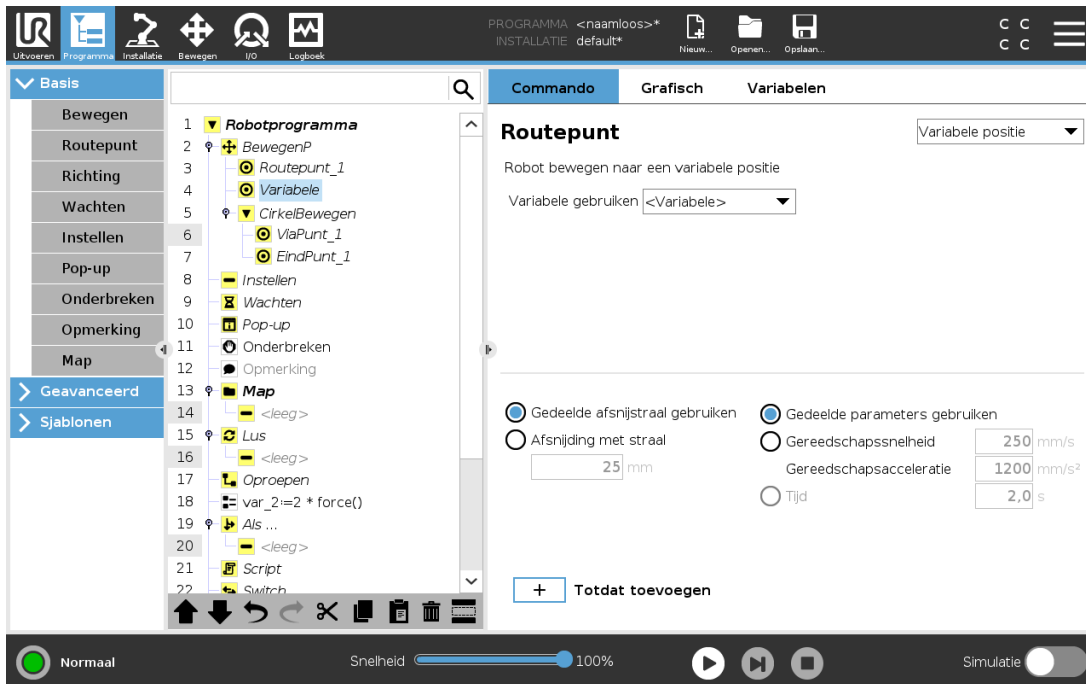 PROGRAMMA <naamloos>*
INSTALLATIE default*
Uitvoeren Programma Installatie Bewegen I/O Logboek
Nieuw... Openen... Opslaan...
C C
C C
Basis
Bewegen
Routepunt
Richting
Wachten
Instellen
Pop-up
Onderbreken
Opmerking
Map
Geavanceerd
Sjablonen
1 Robotprogramma
2 BewegenP
3 Routepunt_1
4 Variabele
5 CirkelBewegen
6 ViaPunt_1
7 EindPunt_1
8 Instellen
9 Wachten
10 Pop-up
11 Onderbreken
12 Opmerking
13 Map
14 <leeg>
15 Lus
16 <leeg>
17 Oproepen
18 var_2:=2 * force()
19 Als ...
20 <leeg>
21 Script
22 Switch
Commando Grafisch Variabelen
Routepunt
Variabele positie
Robot bewegen naar een variabele positie
Variabele gebruiken <Variabele>
Gedeelde afsnijstraal gebruiken
Afsnijding met straal
25 mm
Gedeelde parameters gebruiken
Gereedschapssnelheid 250 mm/s
Gereedschapsacceleratie 1200 mm/s²
Tijd 2,0 s
+ Totdat toevoegen
Normaal
Snelheid 100%
Simulatie